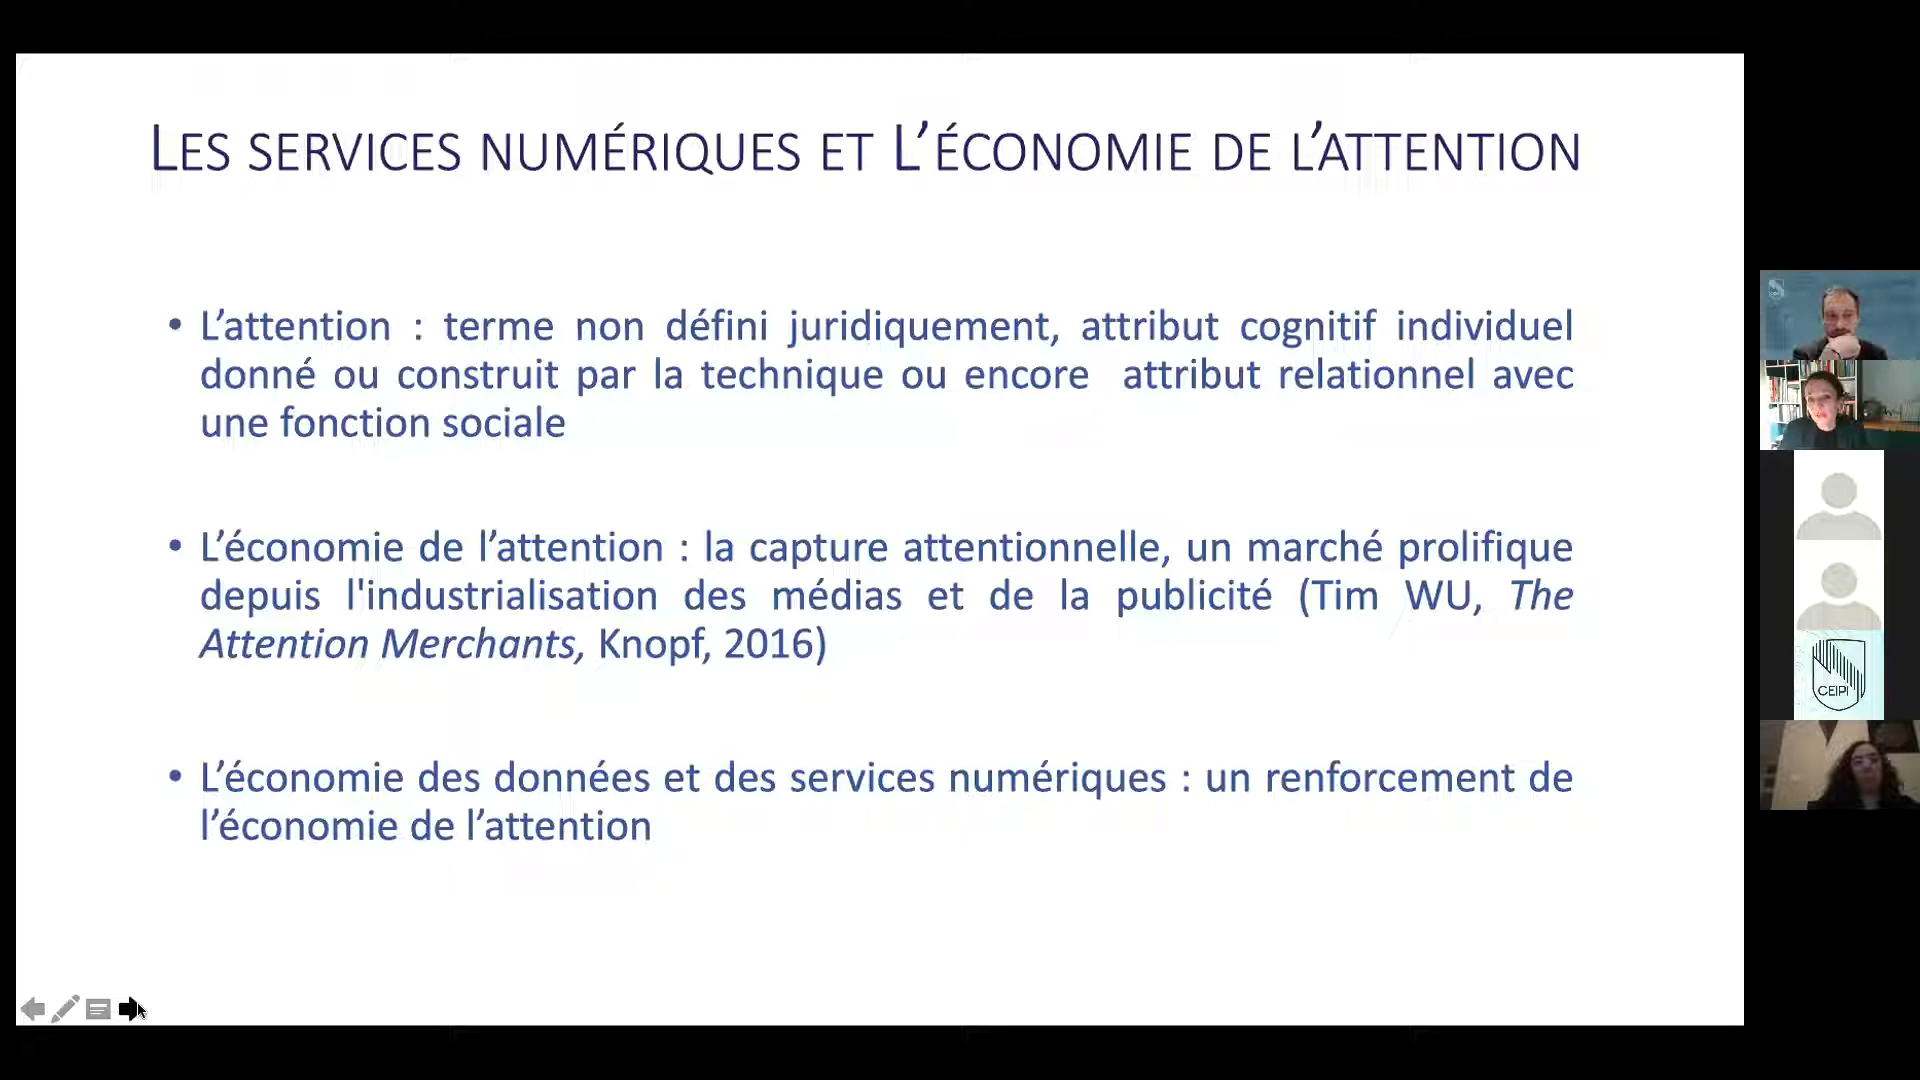 LES SERVICES NUMÉRIQUES ET L’ÉCONOMIE DE L’ATTENTION
• L’attention : terme non défini juridiquement, attribut cognitif individuel
donné ou construit par la technique ou encore  attribut relationnel avec
une fonction sociale
• L’économie de l’attention : la capture attentionnelle, un marché prolifique
depuis l'industrialisation des médias et de la publicité (Tim WU, The
Attention Merchants, Knopf, 2016)
• L’économie des données et des services numériques : un renforcement de
l’économie de l’attention
CEIPI